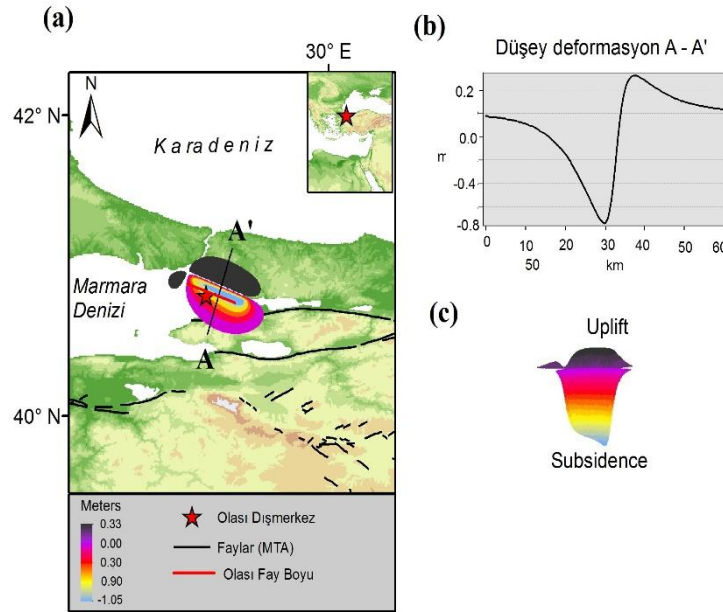 (a)
30° E
N
42° N
Karadeniz
A'
Marmara
Denizi
A
40° N
Meters
0.33
0.00
0.30
0.90
-1.05
Olası Dışmerkez
Faylar (MTA)
Olası Fay Boyu
(b)
Düşey deformasyon A - A'
0.2
0.0
-0.4
-0.8
0 10 20 30 40 60
50 km
(c)
Uplift
Subsidence